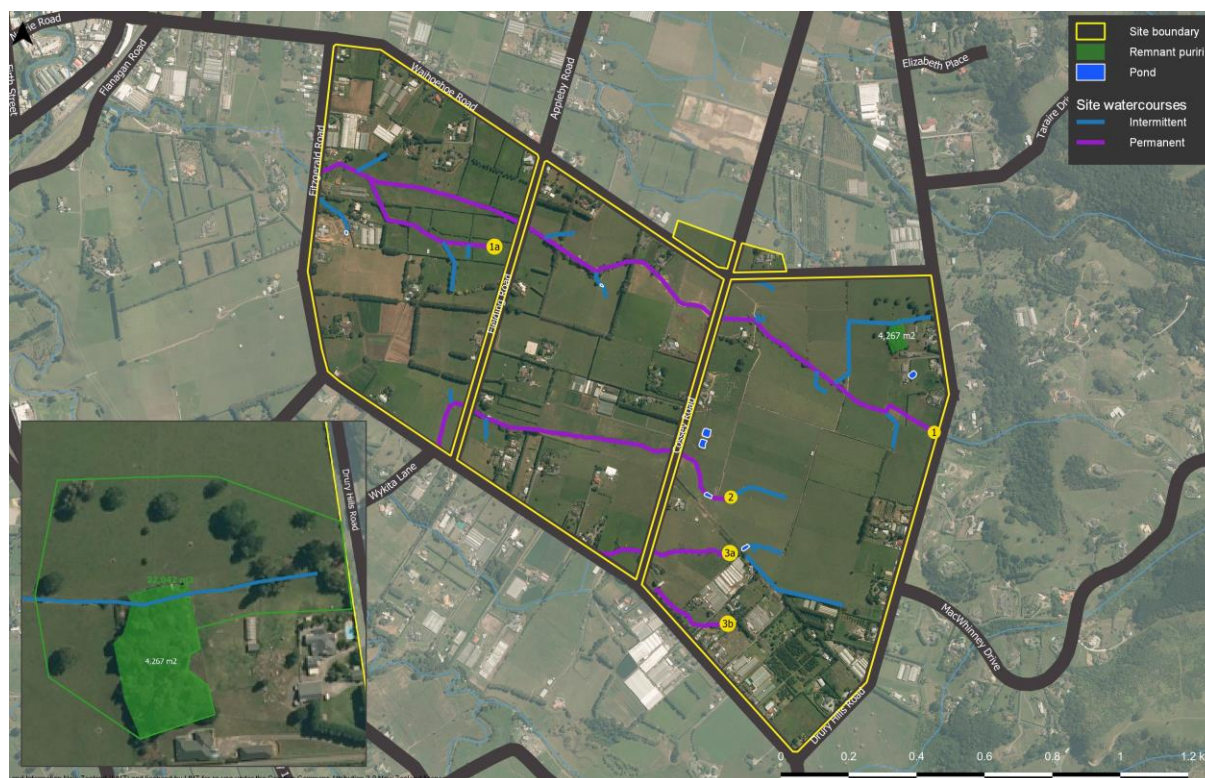 Flanagan Road
Waihoehoe Road
Appleby Road
Elizabeth Place
Fitzgerald Road
Fielding Road
Cossey Road
Wykita Lane
MacWhinney Drive
Drury Hills Road
Site boundary
Remnant puriri
Pond
Site watercourses
Intermittent
Permanent
1a
4,267 m2
1
2
3a
3b
Drury Hills Road
4,267 m2
0
0.2
0.4
0.6
0.8
1
1.2 k